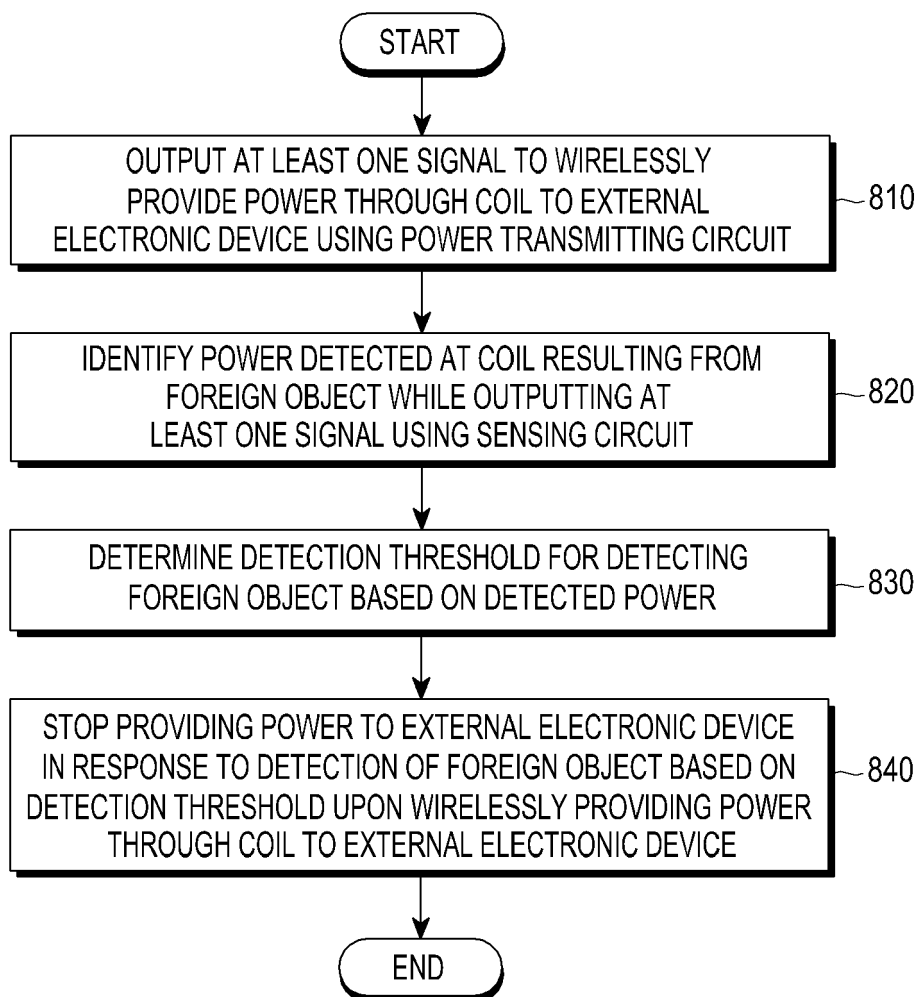 START
OUTPUT AT LEAST ONE SIGNAL TO WIRELESSLY
PROVIDE POWER THROUGH COIL TO EXTERNAL
ELECTRONIC DEVICE USING POWER TRANSMITTING CIRCUIT
810
IDENTIFY POWER DETECTED AT COIL RESULTING FROM
FOREIGN OBJECT WHILE OUTPUTTING AT
LEAST ONE SIGNAL USING SENSING CIRCUIT
820
DETERMINE DETECTION THRESHOLD FOR DETECTING
FOREIGN OBJECT BASED ON DETECTED POWER
830
STOP PROVIDING POWER TO EXTERNAL ELECTRONIC DEVICE
IN RESPONSE TO DETECTION OF FOREIGN OBJECT BASED ON
DETECTION THRESHOLD UPON WIRELESSLY PROVIDING POWER
THROUGH COIL TO EXTERNAL ELECTRONIC DEVICE
840
END